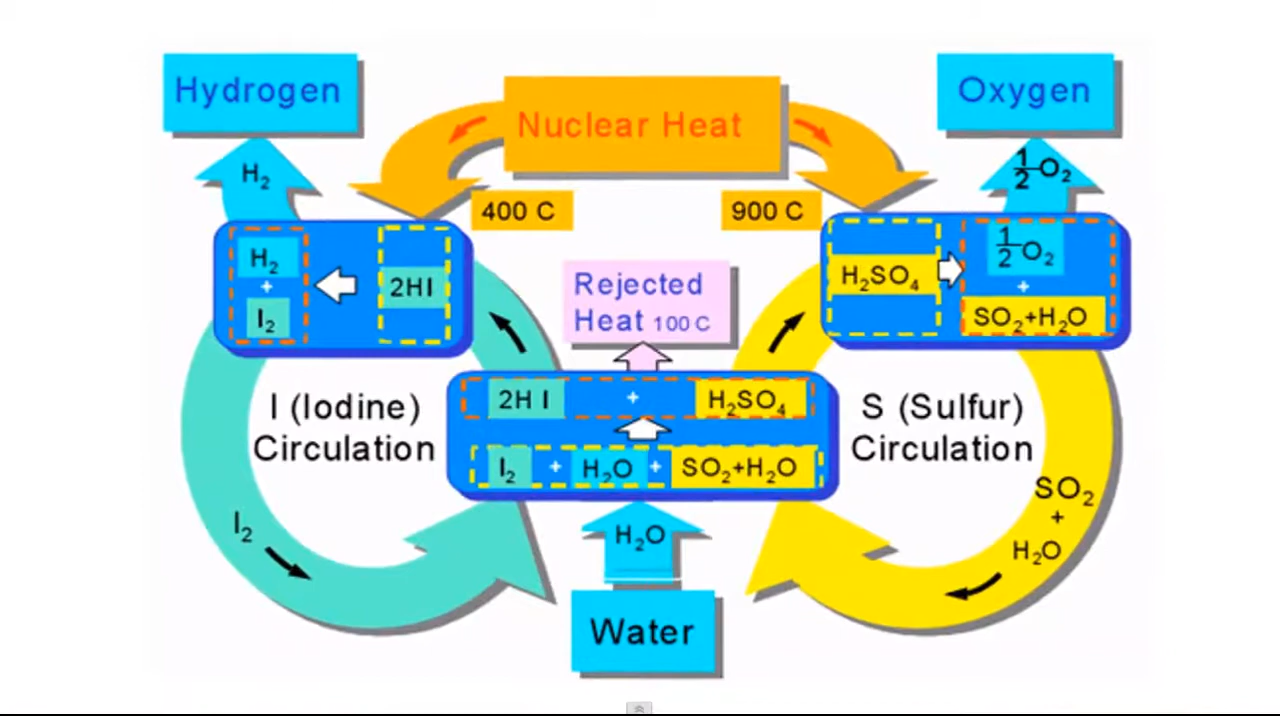 Hydrogen
Nuclear Heat
Oxygen
H₂
½O₂
400 C
900 C
H₂
+
I₂
2HI
Rejected
Heat 100 C
H₂SO₄
½O₂
+
SO₂+H₂O
I (Iodine)
Circulation
2H I + H₂SO₄
I₂ + H₂O + SO₂+H₂O
S (Sulfur)
Circulation
I₂
H₂O
SO₂
+
H₂O
Water